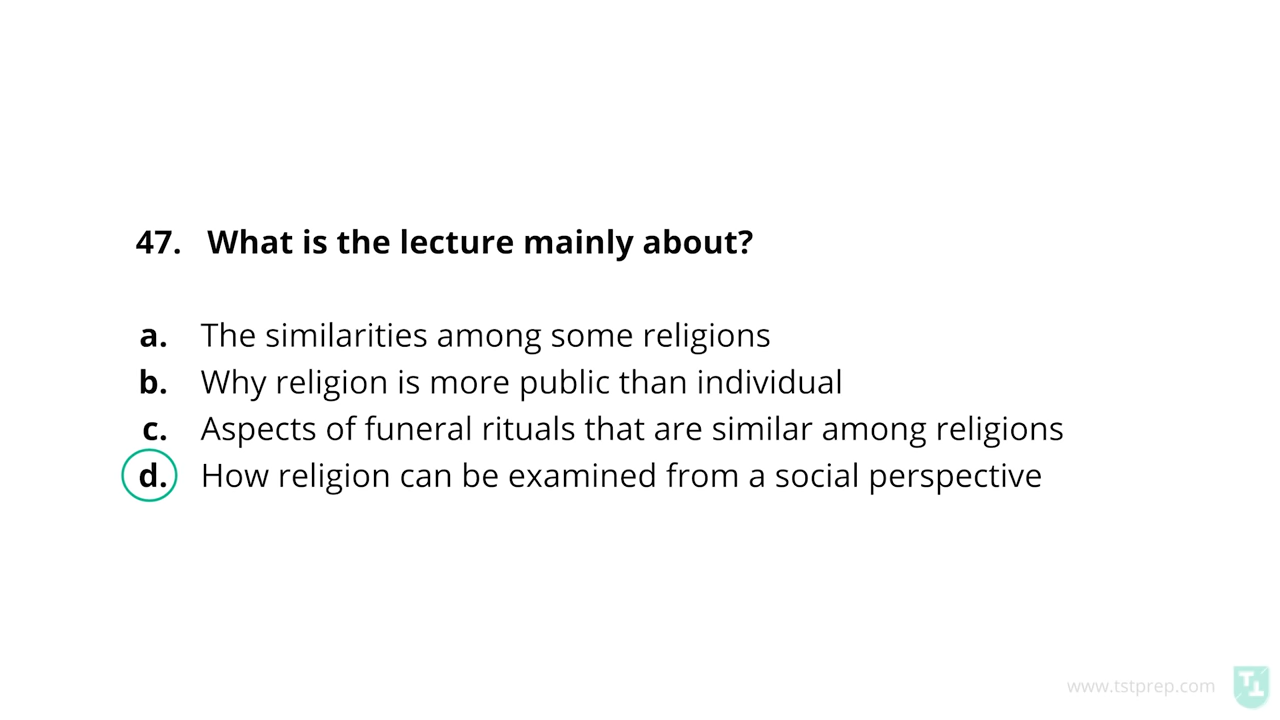 47. What is the lecture mainly about?
a. The similarities among some religions
b. Why religion is more public than individual
c. Aspects of funeral rituals that are similar among religions
d. How religion can be examined from a social perspective
www.tstprep.com